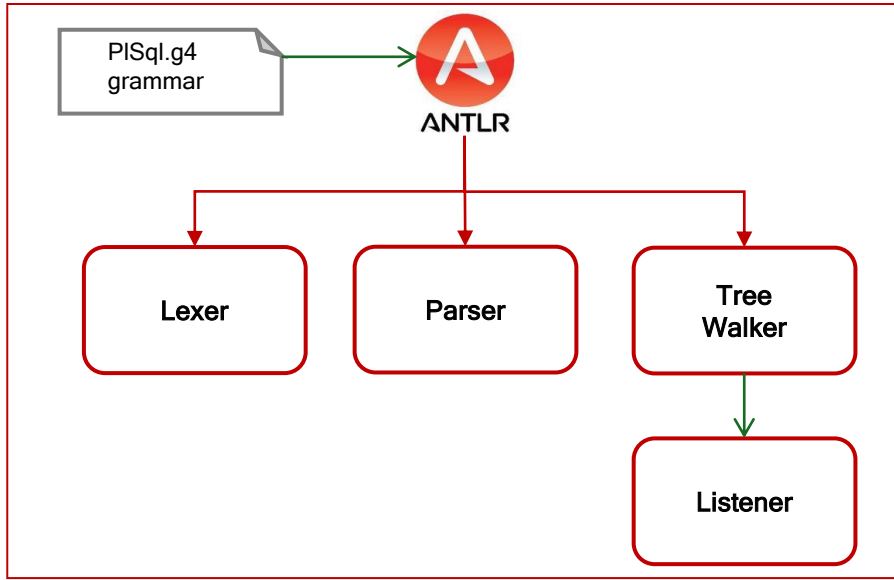 PlSql.g4
grammar
ANTLR
Lexer
Parser
Tree
Walker
Listener